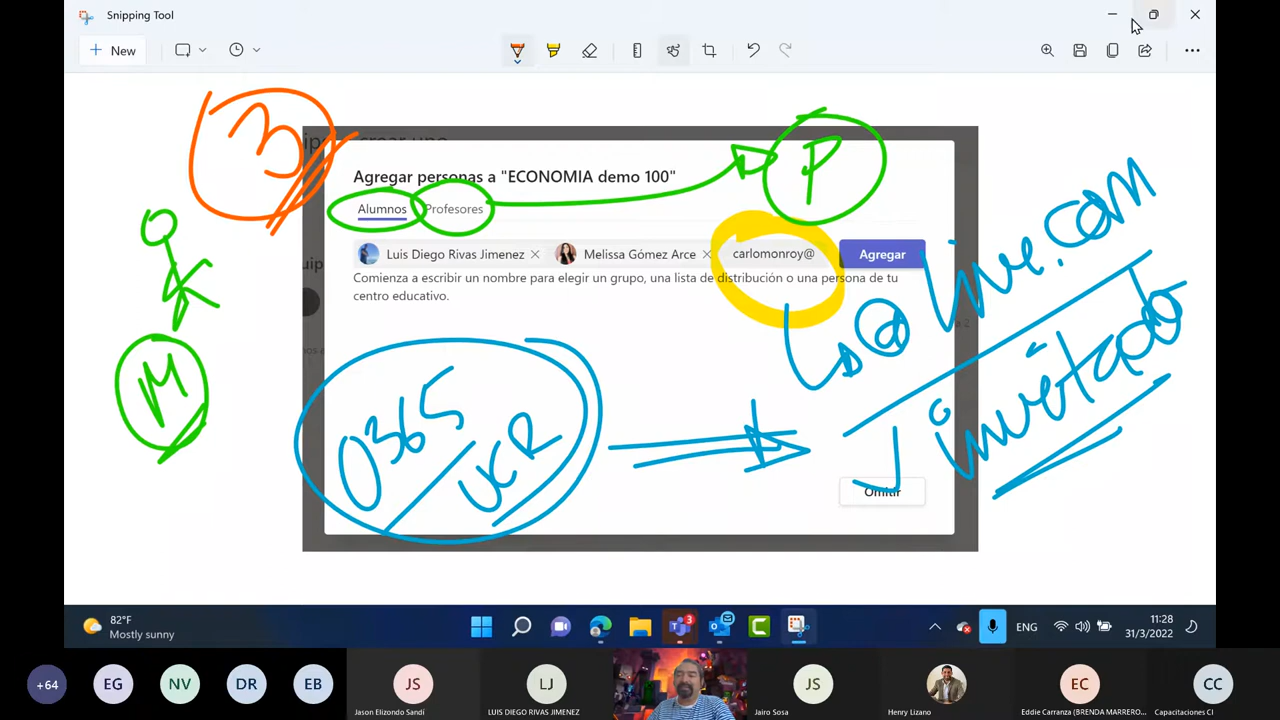 Snipping Tool
New
3
P
Agregar personas a "ECONOMIA demo 100"
Alumnos Profesores
Luis Diego Rivas Jimenez Melissa Gómez Arce carlomonroy@ Agregar
Comienza a escribir un nombre para elegir un grupo, una lista de distribución o una persona de tu
centro educativo.
@live.com
invitado
M
O365
UCR
Omitir
82°F
Mostly sunny
3
ENG
11:28
31/3/2022
+64 EG NV DR EB JS LJ JS EC CC
Jason Elizondo Sandí LUIS DIEGO RIVAS JIMENEZ Jairo Sosa Henry Lizano Eddie Carranza (BRENDA MARRERO... Capacitaciones CI